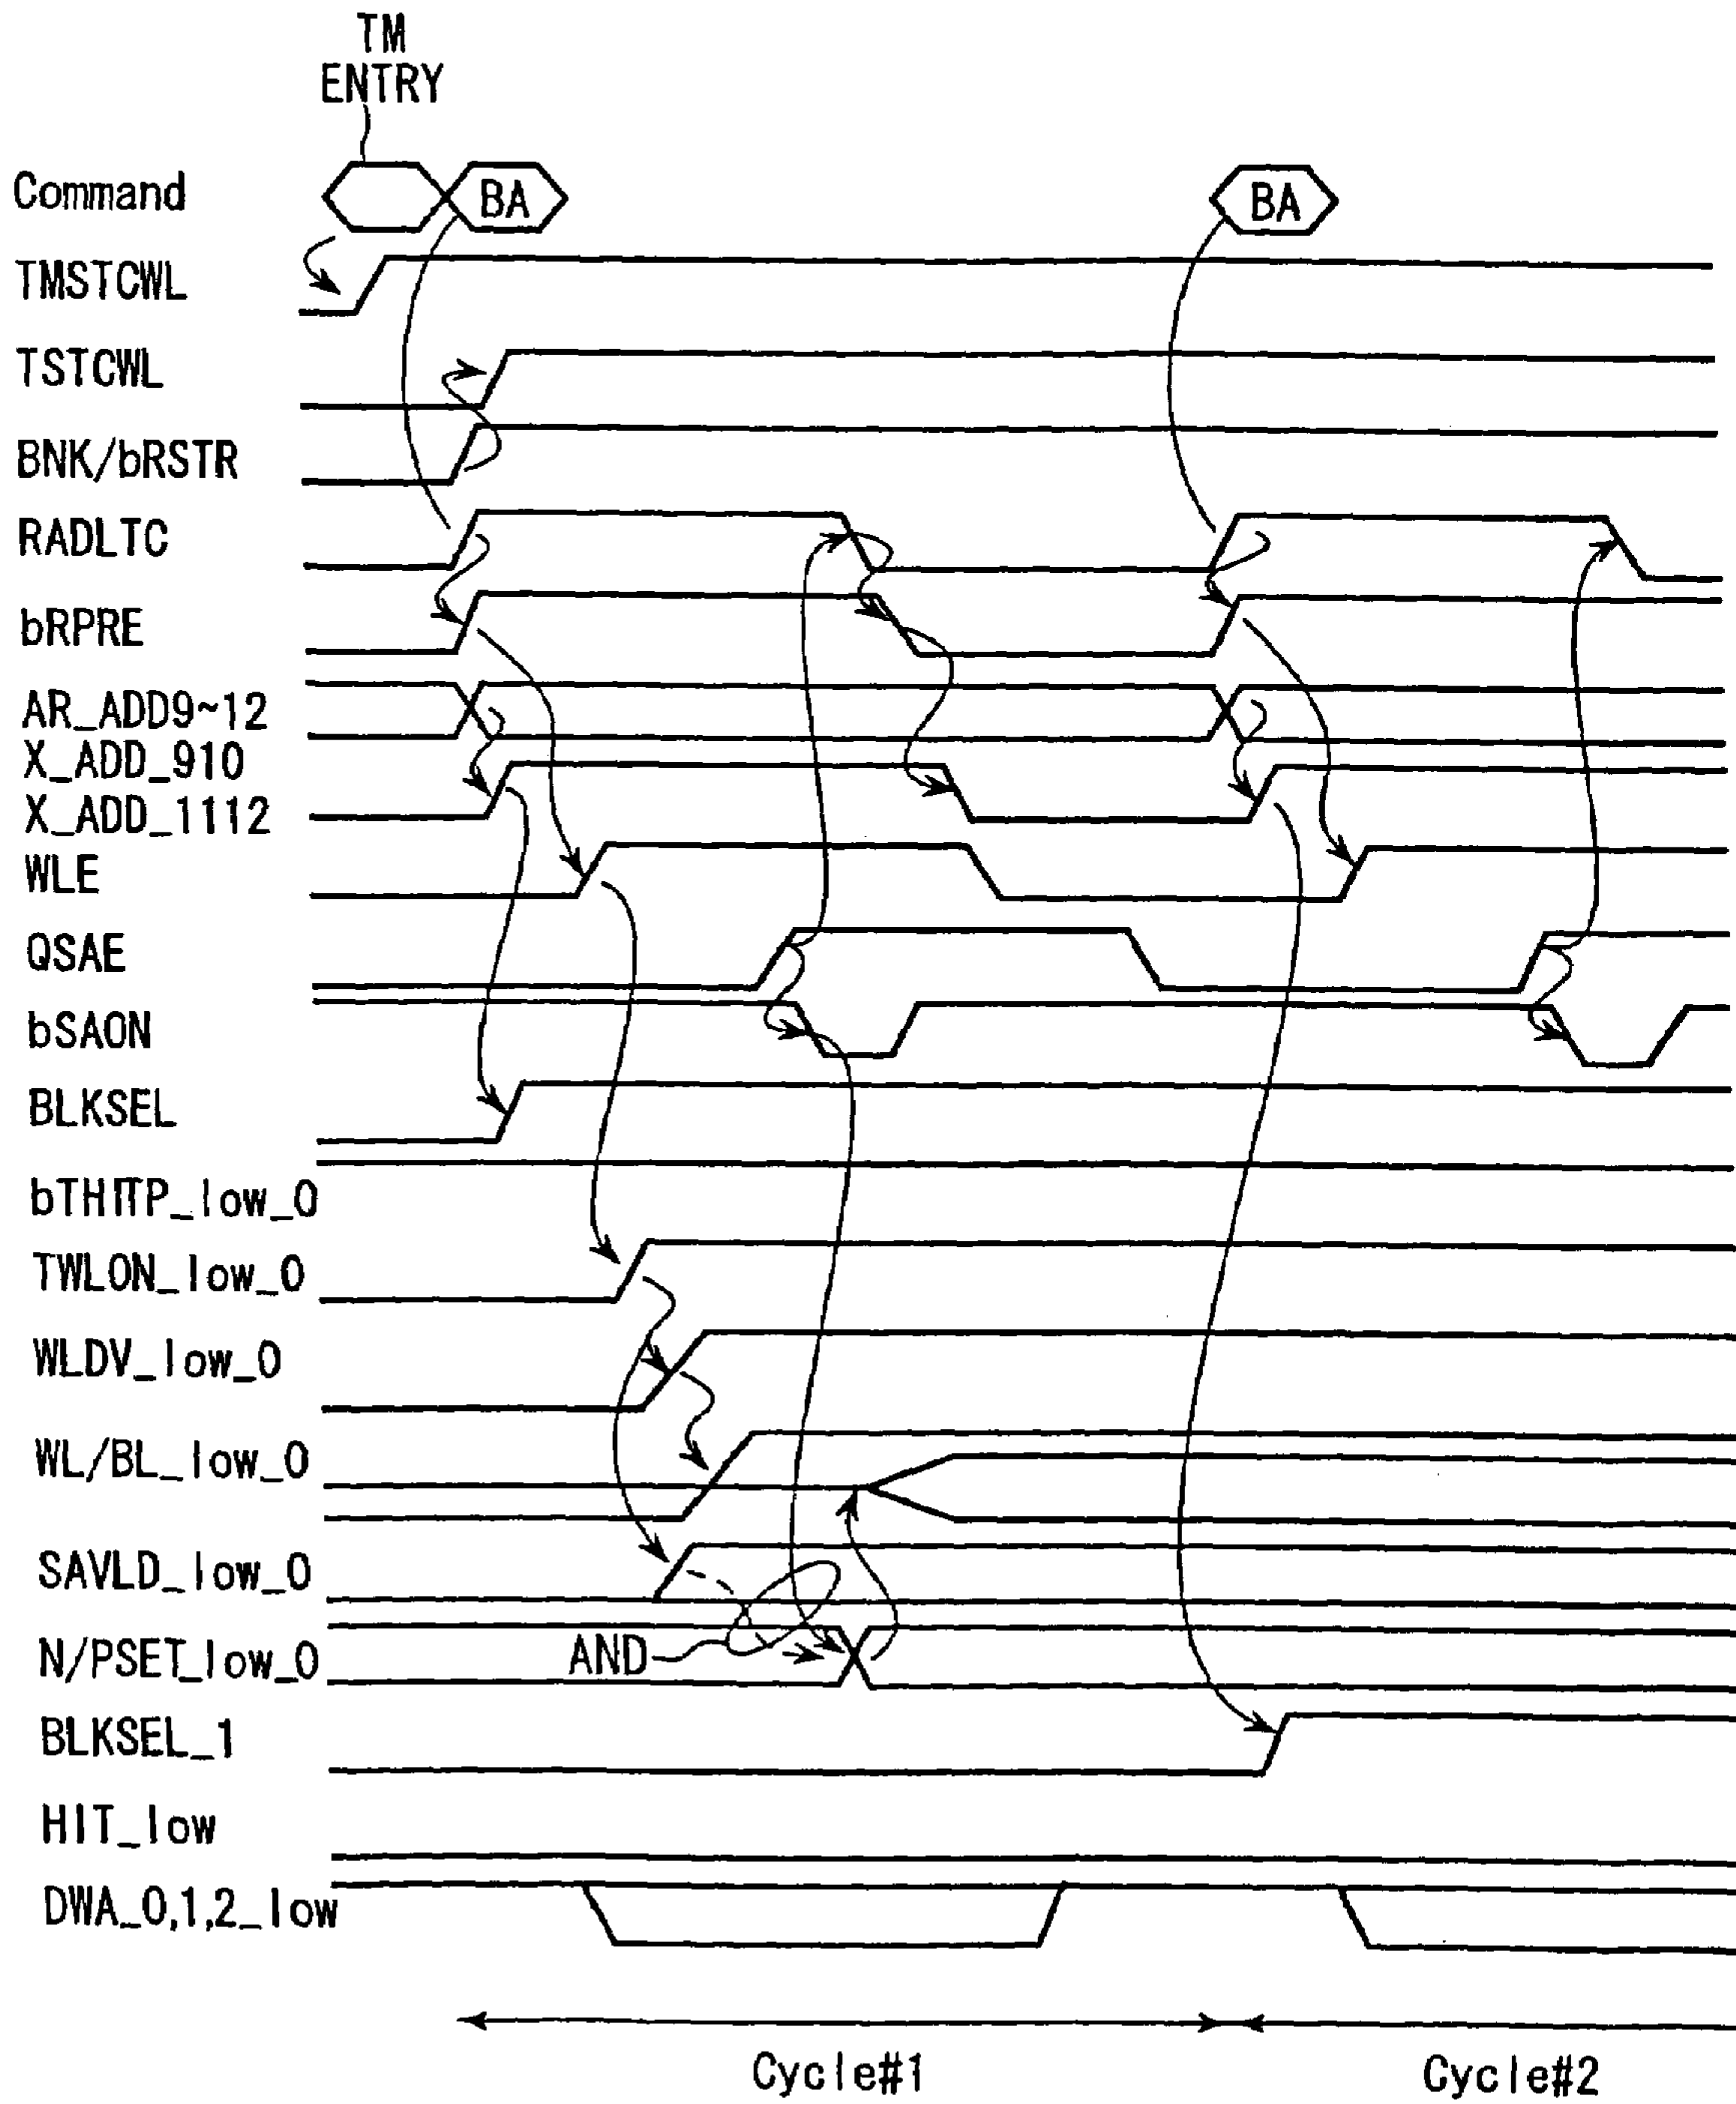 TM
ENTRY
Command
BA
BA
TMSTCWL
TSTCWL
BNK/bRSTR
RADLTC
bRPRE
AR_ADD9~12
X_ADD_910
X_ADD_1112
WLE
QSAE
bSAON
BLKSEL
bTHITP_low_0
TWLON_low_0
WLDV_low_0
WL/BL_low_0
SAVLD_low_0
AND
N/PSET_low_0
BLKSEL_1
HIT_low
DWA_0,1,2_low
Cycle#1
Cycle#2